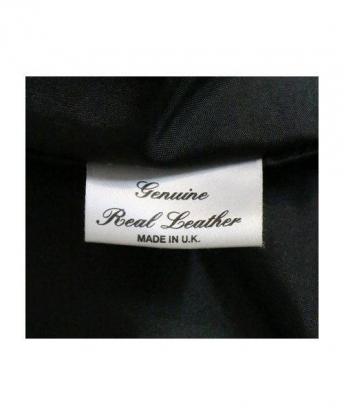 Genuine
Real Leather
MADE IN U.K.